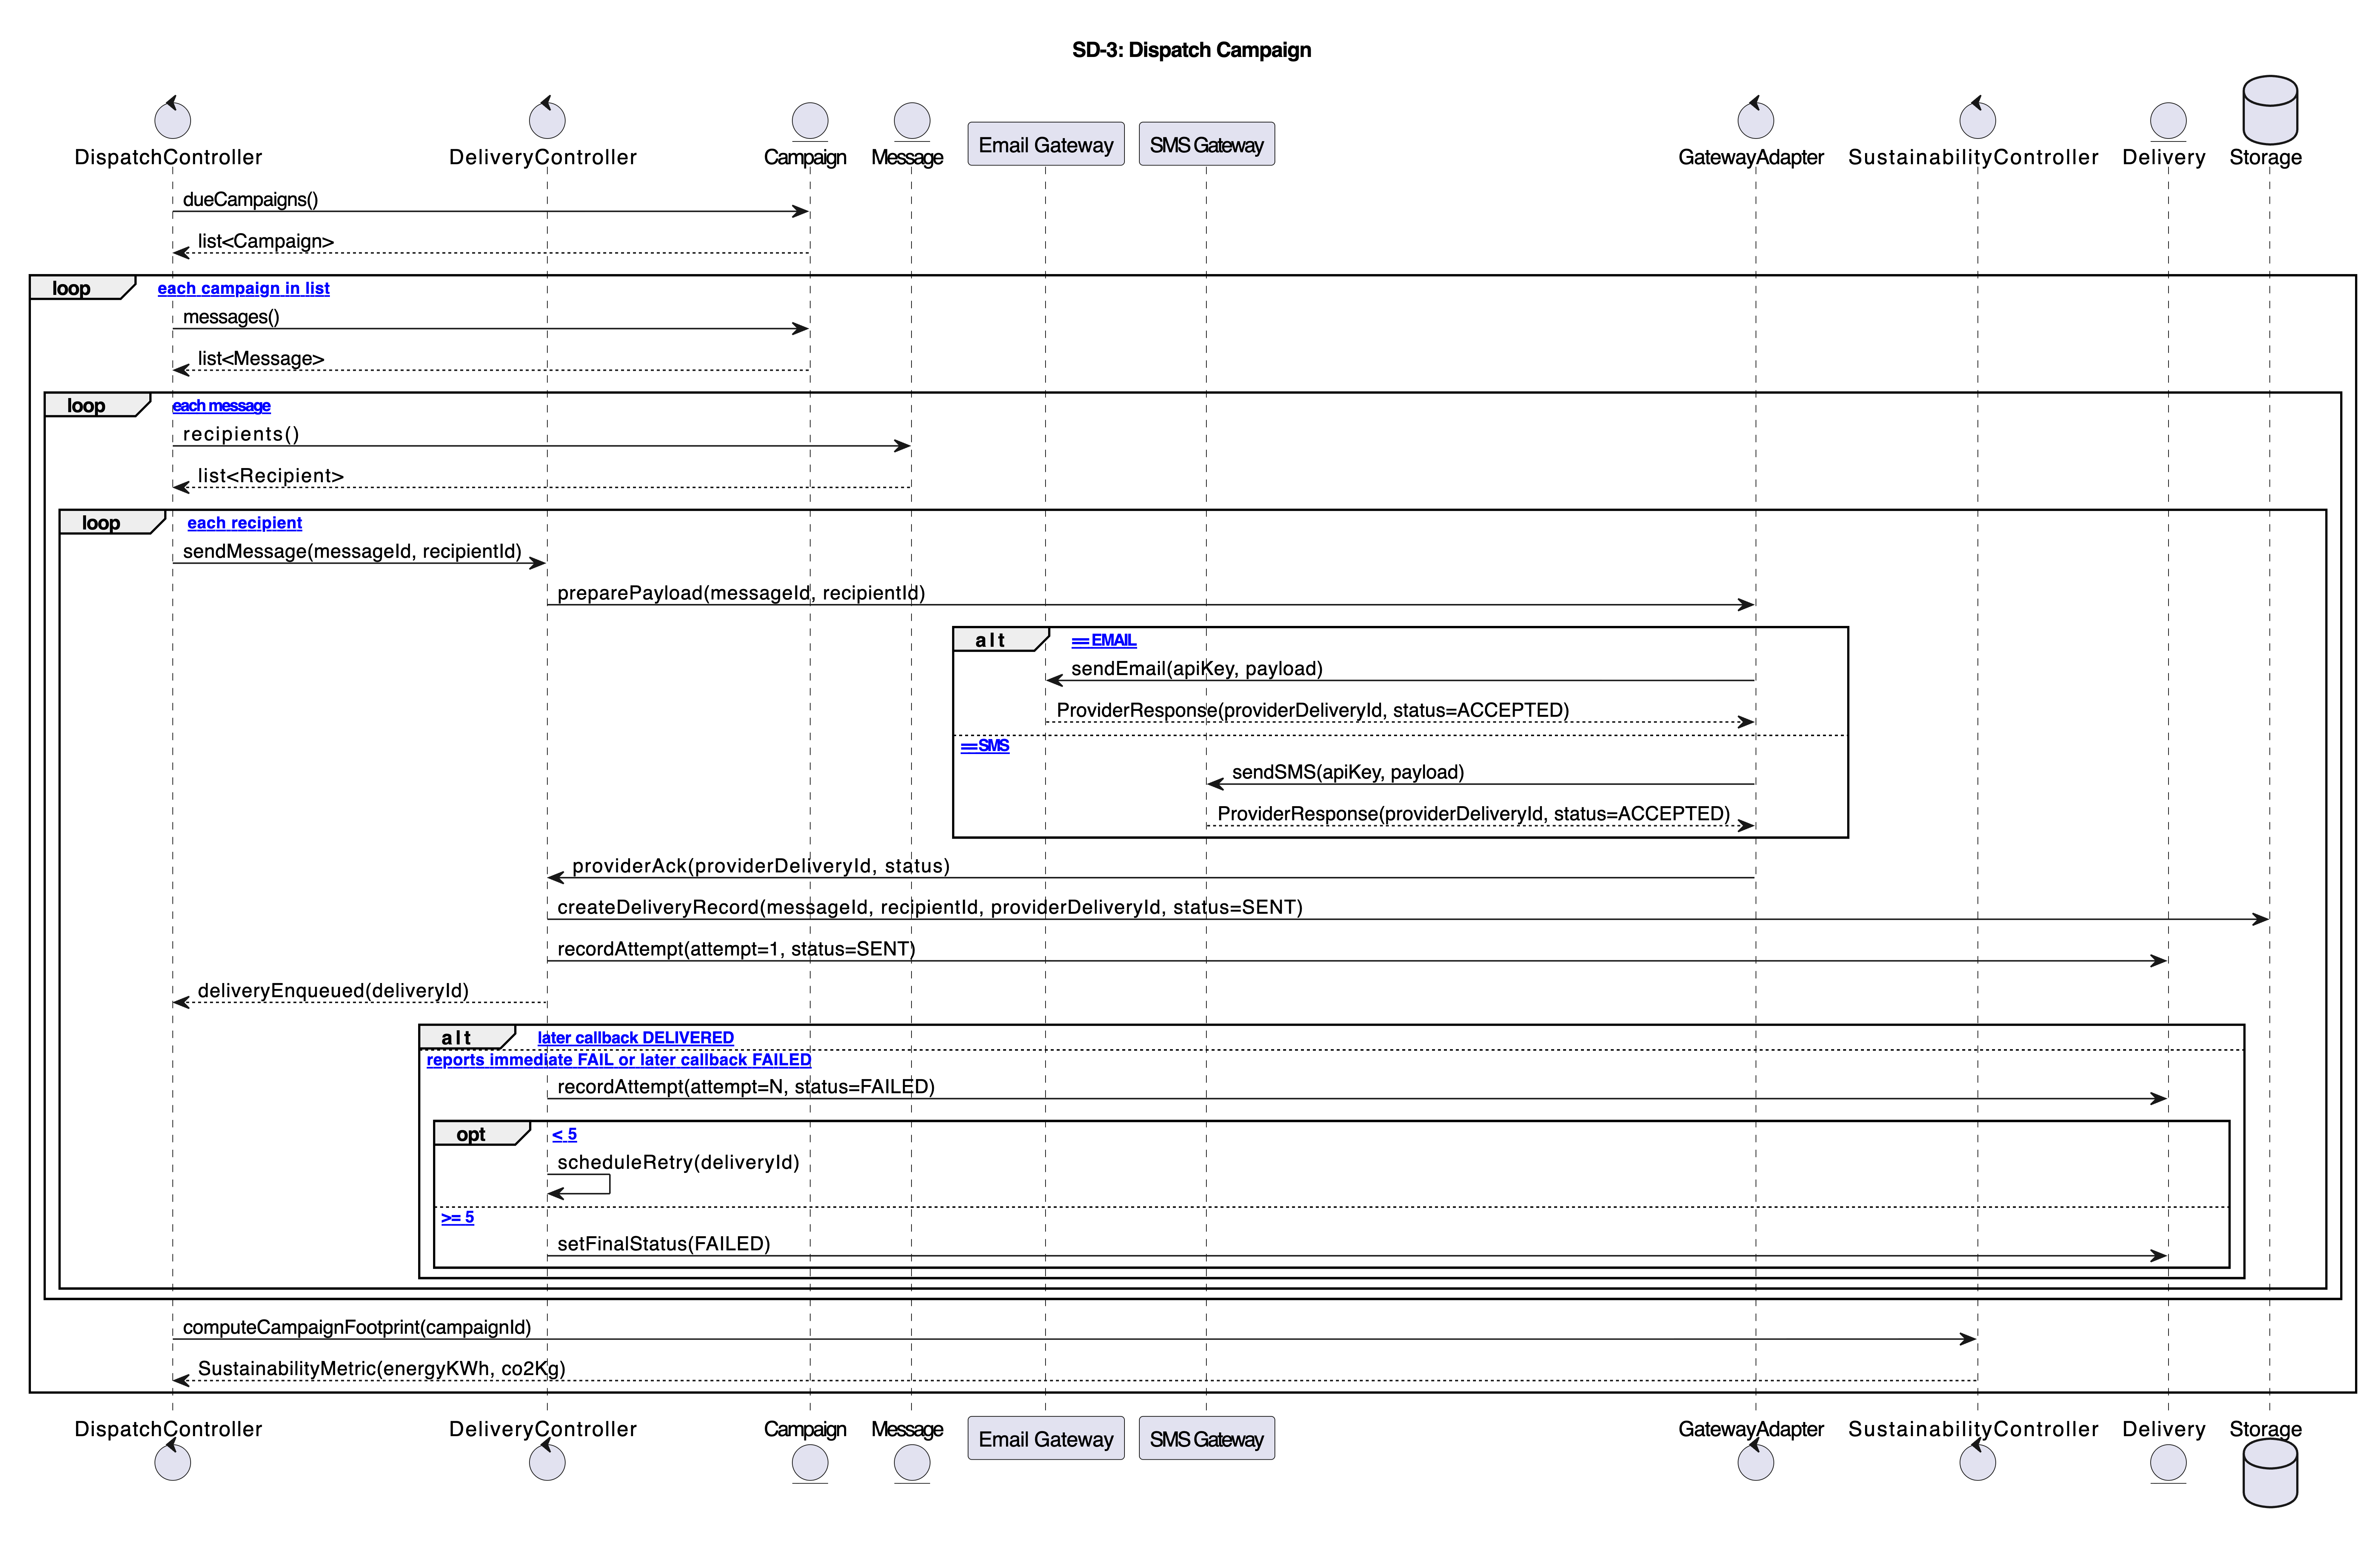 SD-3: Dispatch Campaign
DispatchController
DeliveryController
Campaign
Message
Email Gateway
SMS Gateway
GatewayAdapter
SustainabilityController
Delivery
Storage
dueCampaigns()
list<Campaign>
loop
each campaign in list
messages()
list<Message>
loop
each message
recipients()
list<Recipient>
loop
each recipient
sendMessage(messageId, recipientId)
preparePayload(messageId, recipientId)
alt
== EMAIL
sendEmail(apiKey, payload)
ProviderResponse(providerDeliveryId, status=ACCEPTED)
== SMS
sendSMS(apiKey, payload)
ProviderResponse(providerDeliveryId, status=ACCEPTED)
providerAck(providerDeliveryId, status)
createDeliveryRecord(messageId, recipientId, providerDeliveryId, status=SENT)
recordAttempt(attempt=1, status=SENT)
deliveryEnqueued(deliveryId)
alt
later callback DELIVERED
reports immediate FAIL or later callback FAILED
recordAttempt(attempt=N, status=FAILED)
opt
< 5
scheduleRetry(deliveryId)
>= 5
setFinalStatus(FAILED)
computeCampaignFootprint(campaignId)
SustainabilityMetric(energyKWh, co2Kg)
DispatchController
DeliveryController
Campaign
Message
Email Gateway
SMS Gateway
GatewayAdapter
SustainabilityController
Delivery
Storage